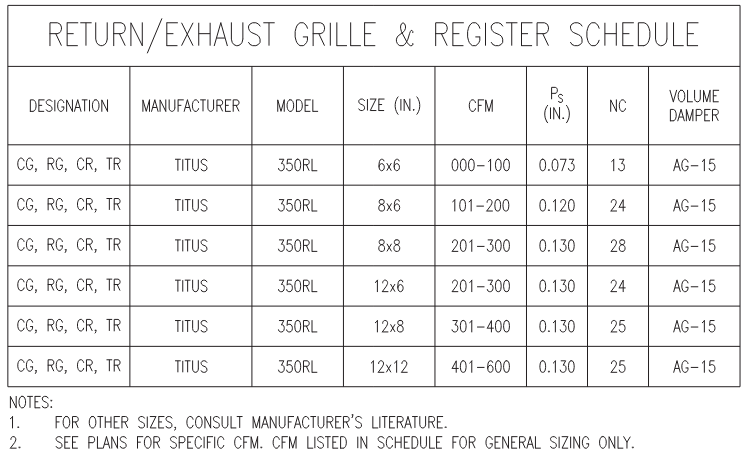 RETURN/EXHAUST GRILLE & REGISTER SCHEDULE
DESIGNATION MANUFACTURER MODEL SIZE (IN.) CFM PS (IN.) NC VOLUME DAMPER
CG, RG, CR, TR TITUS 350RL 6x6 000-100 0.073 13 AG-15
CG, RG, CR, TR TITUS 350RL 8x6 101-200 0.120 24 AG-15
CG, RG, CR, TR TITUS 350RL 8x8 201-300 0.130 28 AG-15
CG, RG, CR, TR TITUS 350RL 12x6 201-300 0.130 24 AG-15
CG, RG, CR, TR TITUS 350RL 12x8 301-400 0.130 25 AG-15
CG, RG, CR, TR TITUS 350RL 12x12 401-600 0.130 25 AG-15
NOTES:
1. FOR OTHER SIZES, CONSULT MANUFACTURER'S LITERATURE.
2. SEE PLANS FOR SPECIFIC CFM. CFM LISTED IN SCHEDULE FOR GENERAL SIZING ONLY.